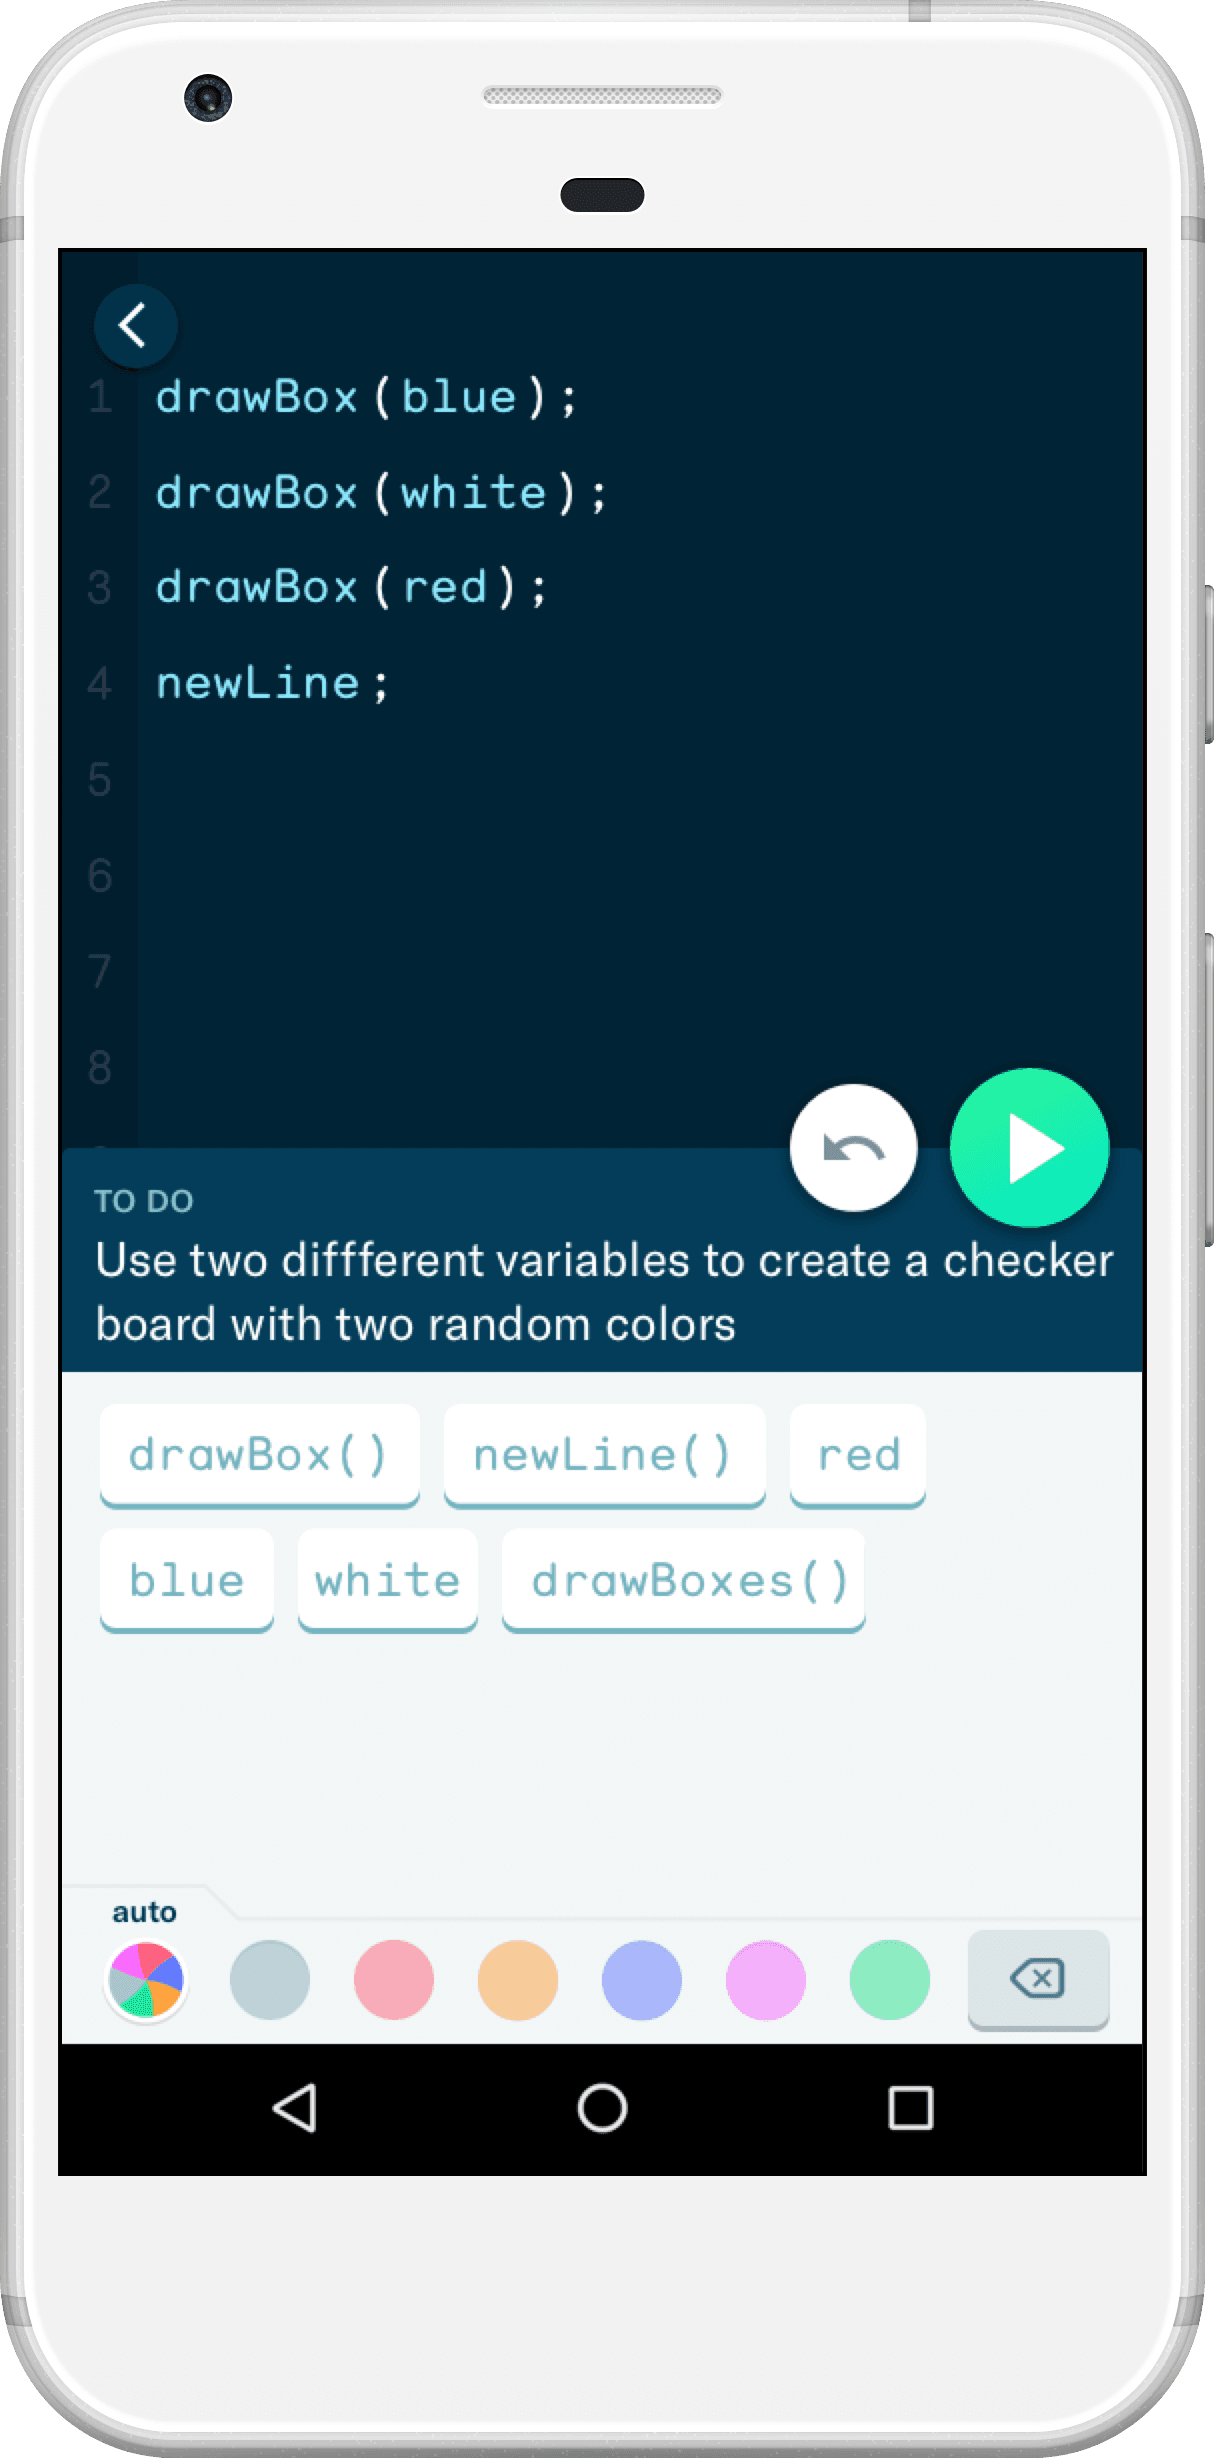 1 drawBox(blue);
2 drawBox(white);
3 drawBox(red);
4 newLine;
5
6
7
8
TO DO
Use two diffferent variables to create a checker
board with two random colors
drawBox() newLine() red
blue white drawBoxes()
auto